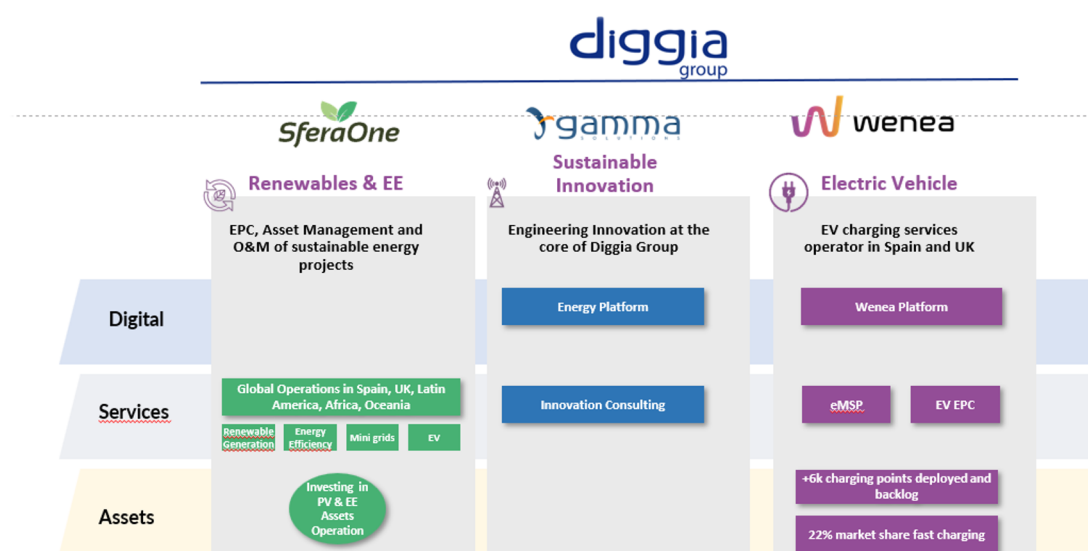 diggia
group
SferaOne
gamma
SOLUTIONS
wenea
Renewables & EE
Sustainable
Innovation
Electric Vehicle
EPC, Asset Management and
O&M of sustainable energy
projects
Engineering Innovation at the
core of Diggia Group
EV charging services
operator in Spain and UK
Digital
Energy Platform
Wenea Platform
Services
Global Operations in Spain, UK, Latin
America, Africa, Oceania
Renewable
Generation
Energy
Efficiency
Mini grids
EV
Innovation Consulting
eMSP
EV EPC
Assets
Investing in
PV & EE
Assets
Operation
+6k charging points deployed and
backlog
22% market share fast charging